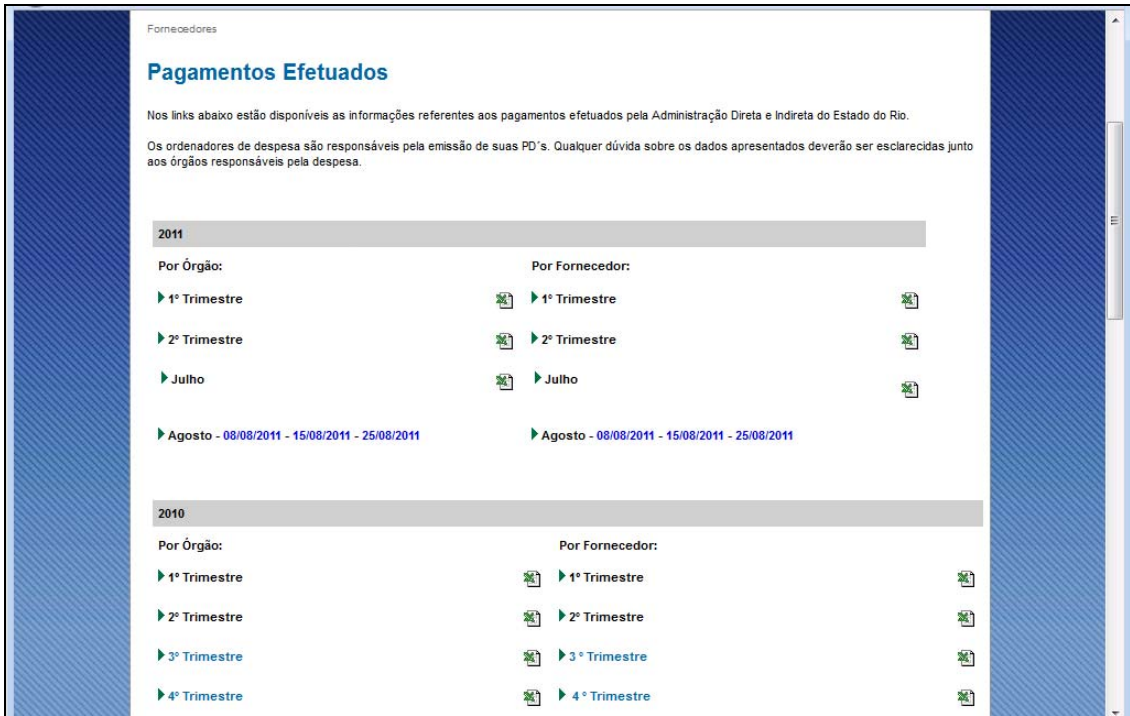 Fornecedores
Pagamentos Efetuados
Nos links abaixo estão disponíveis as informações referentes aos pagamentos efetuados pela Administração Direta e Indireta do Estado do Rio.
Os ordenadores de despesa são responsáveis pela emissão de suas PD´s. Qualquer dúvida sobre os dados apresentados deverão ser esclarecidas junto
aos órgãos responsáveis pela despesa.
2011
Por Órgão: Por Fornecedor:
1º Trimestre 1º Trimestre
2º Trimestre 2º Trimestre
Julho Julho
Agosto - 08/08/2011 - 15/08/2011 - 25/08/2011 Agosto - 08/08/2011 - 15/08/2011 - 25/08/2011
2010
Por Órgão: Por Fornecedor:
1º Trimestre 1º Trimestre
2º Trimestre 2º Trimestre
3º Trimestre 3 º Trimestre
4º Trimestre 4 º Trimestre